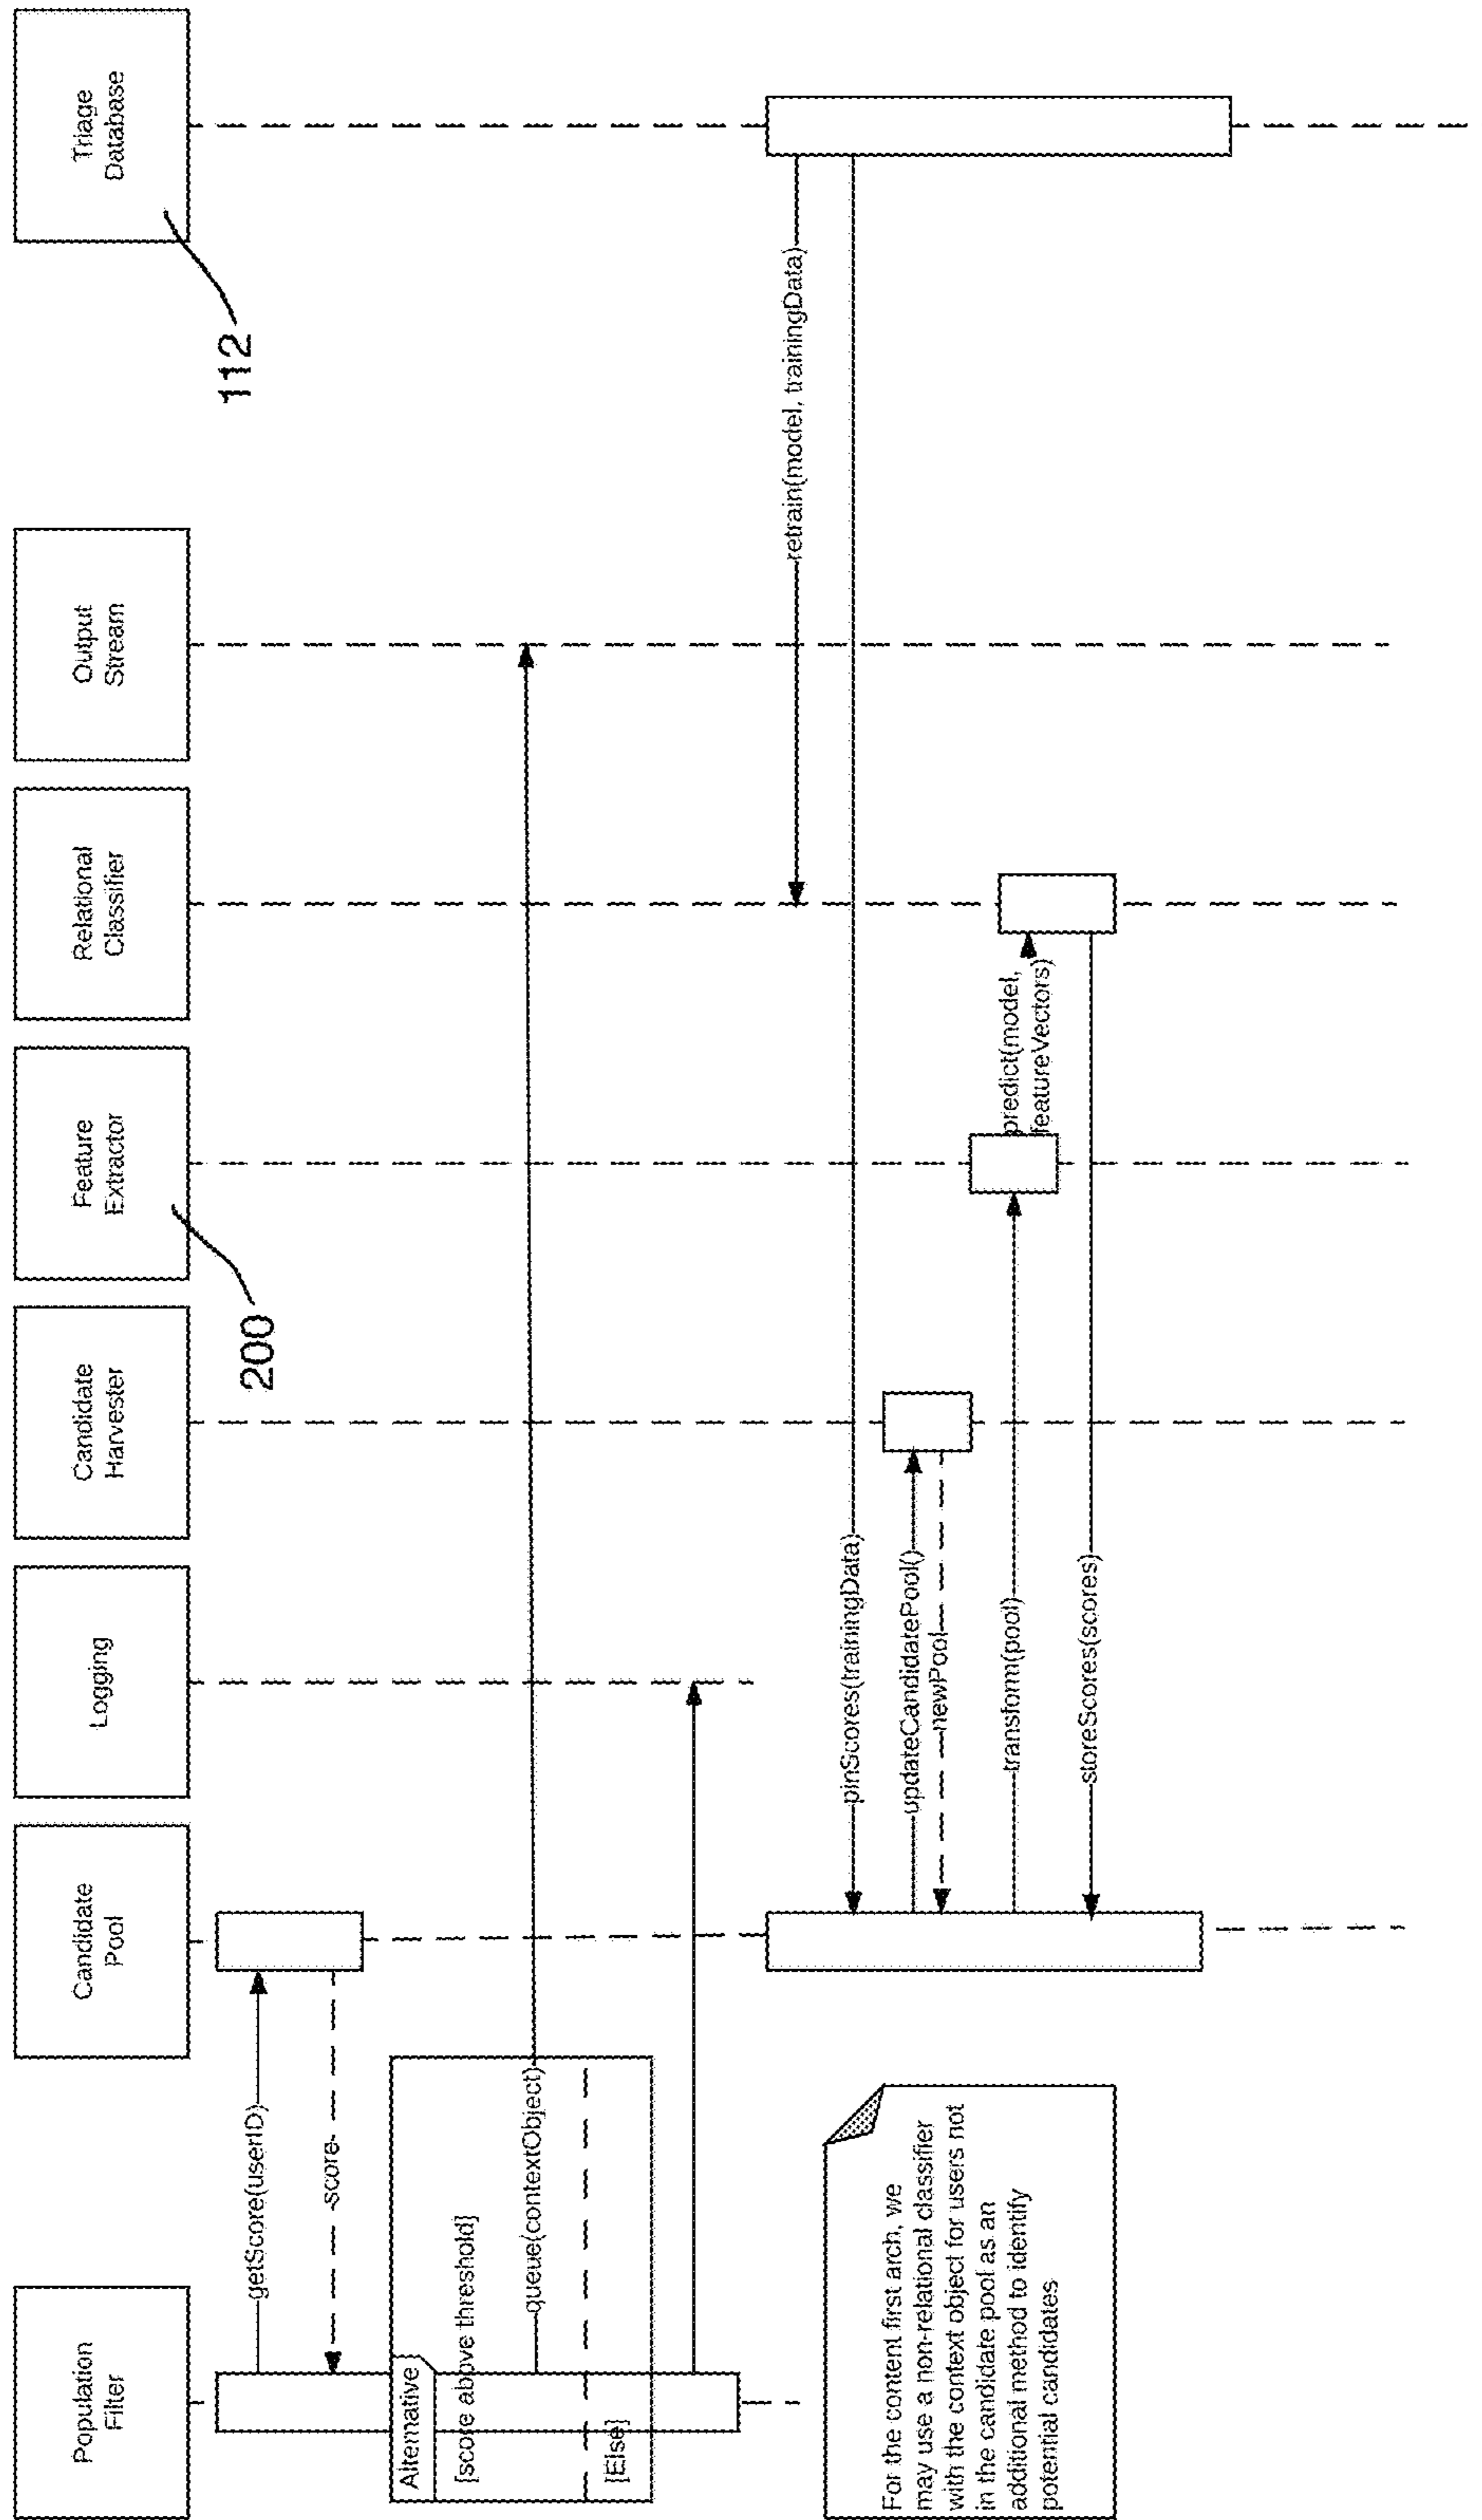 Population
Filter
Candidate
Pool
Logging
Candidate
Harvester
Feature
Extractor
Relational
Classifier
Output
Stream
Triage
Database
200
112
getScore(userID)
score
Alternative
[score above threshold]
queue(contextObject)
[Else]
retrain(model, trainingData)
pinScores(trainingData)
updateCandidatePool()
newPool
transform(pool)
predict(model,
featureVectors)
storeScores(scores)
For the content first arch, we
may use a non-relational classifier
with the context object for users not
in the candidate pool as an
additional method to identify
potential candidates